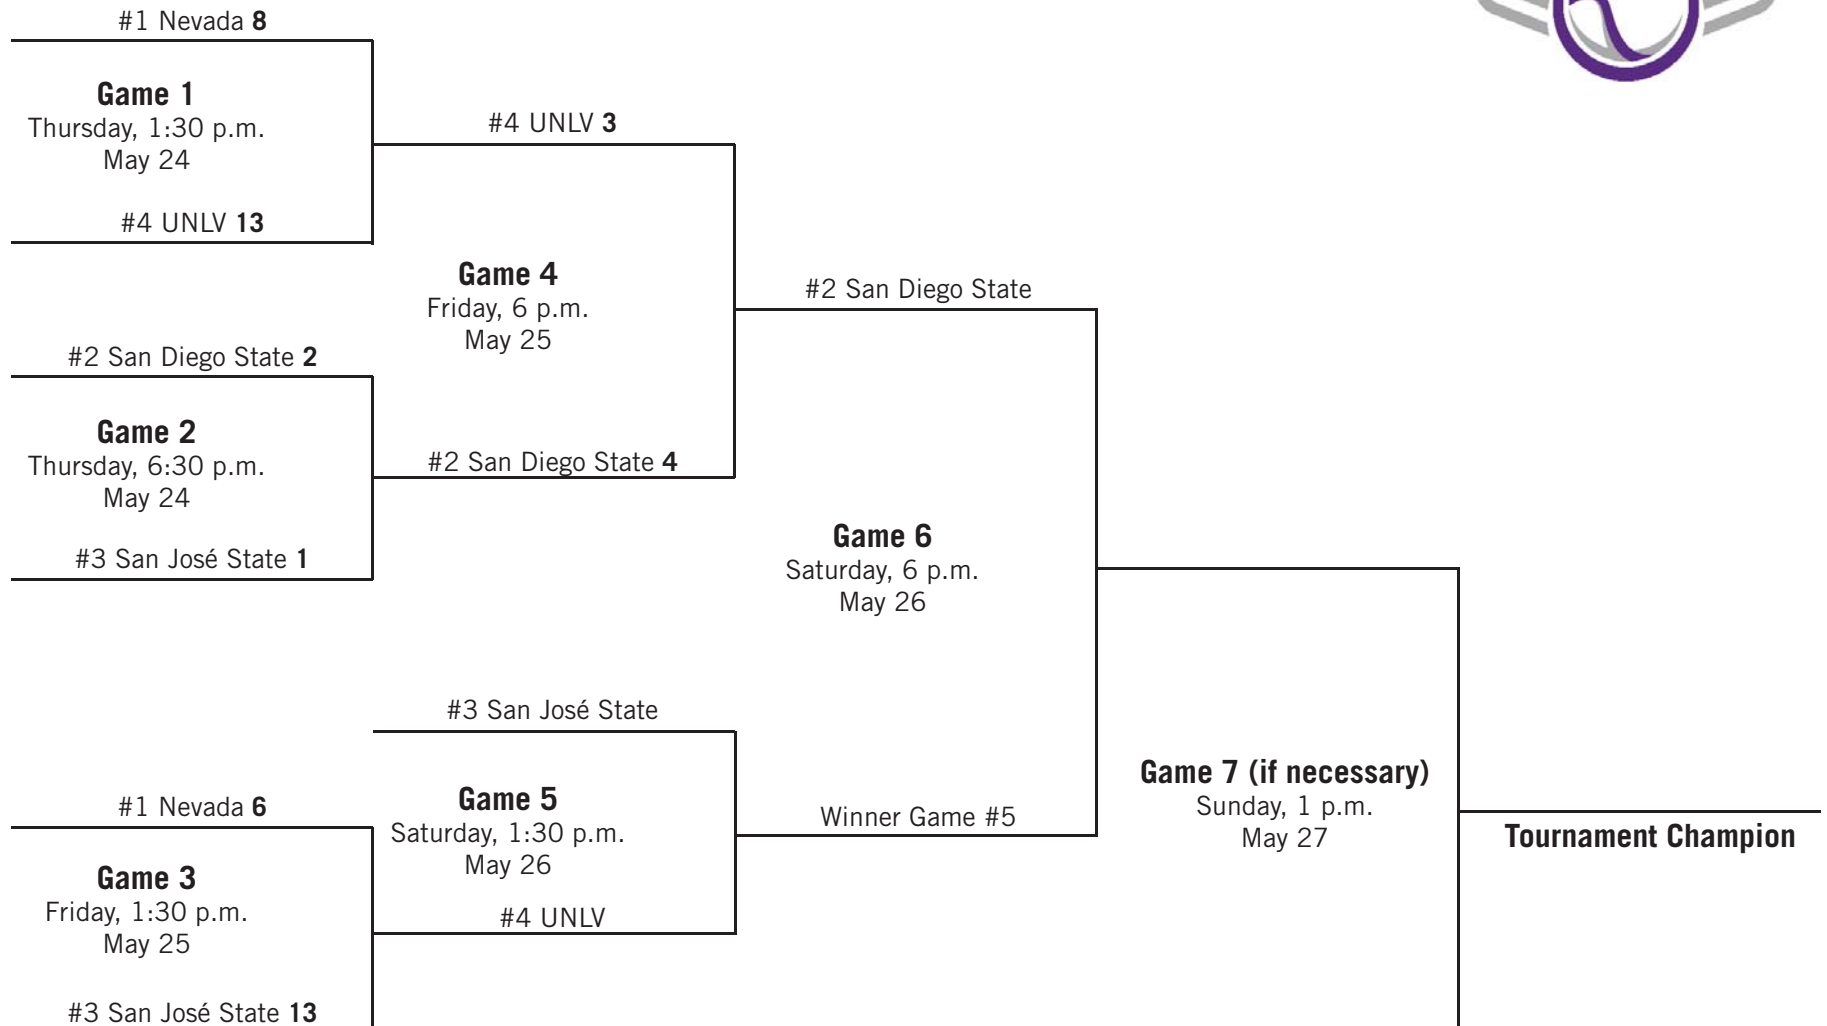 #1 Nevada 8
Game 1
Thursday, 1:30 p.m.
May 24
#4 UNLV 13
#4 UNLV 3
Game 4
Friday, 6 p.m.
May 25
#2 San Diego State 4
#2 San Diego State 2
Game 2
Thursday, 6:30 p.m.
May 24
#3 San José State 1
#2 San Diego State
Game 6
Saturday, 6 p.m.
May 26
Winner Game #5
#3 San José State
Game 5
Saturday, 1:30 p.m.
May 26
#4 UNLV
#1 Nevada 6
Game 3
Friday, 1:30 p.m.
May 25
#3 San José State 13
Game 7 (if necessary)
Sunday, 1 p.m.
May 27
Tournament Champion